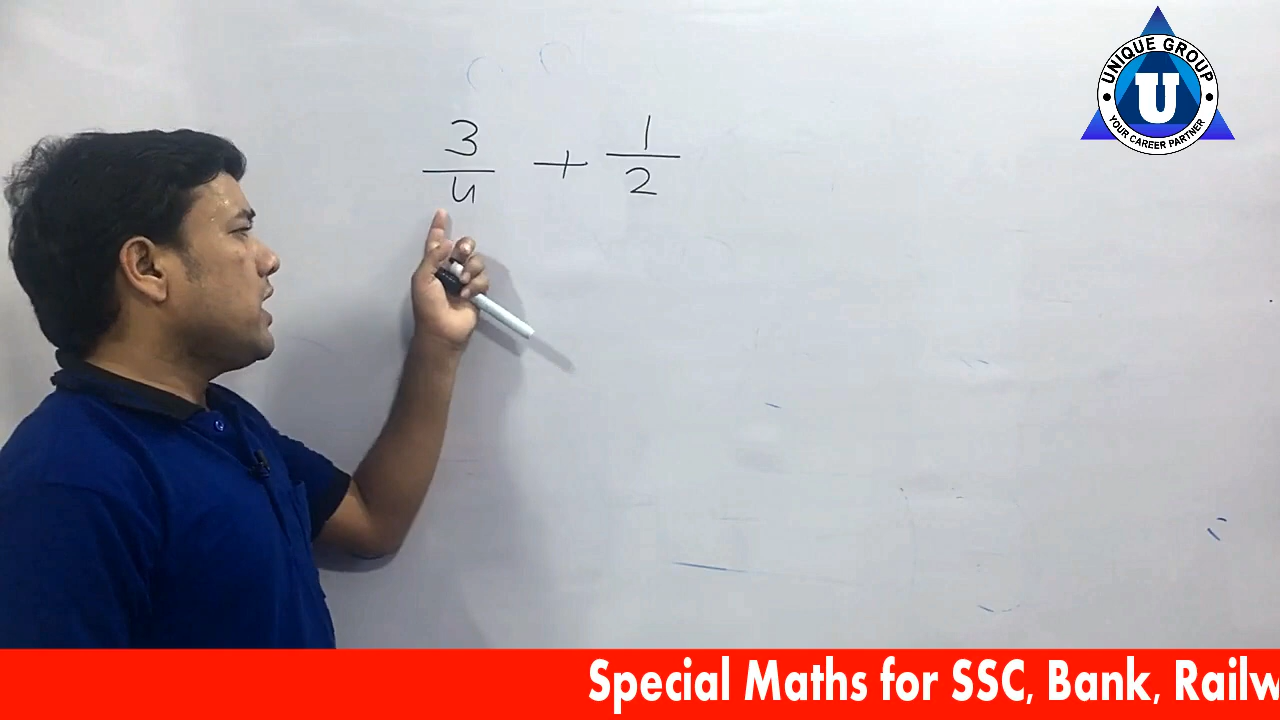 3/4 + 1/2
UNIQUE GROUP
U
YOUR CAREER PARTNER
Special Maths for SSC, Bank, Railw